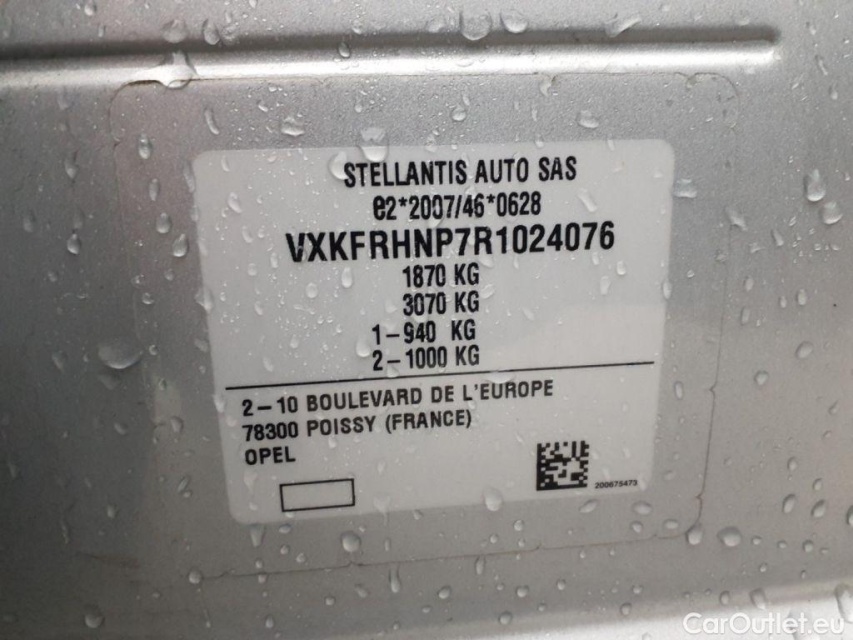 STELLANTIS AUTO SAS
e2*2007/46*0628
VXKFRHNP7R1024076
1870 KG
3070 KG
1-940 KG
2-1000 KG
2-10 BOULEVARD DE L'EUROPE
78300 POISSY (FRANCE)
OPEL
200675473
CarOutlet.eu